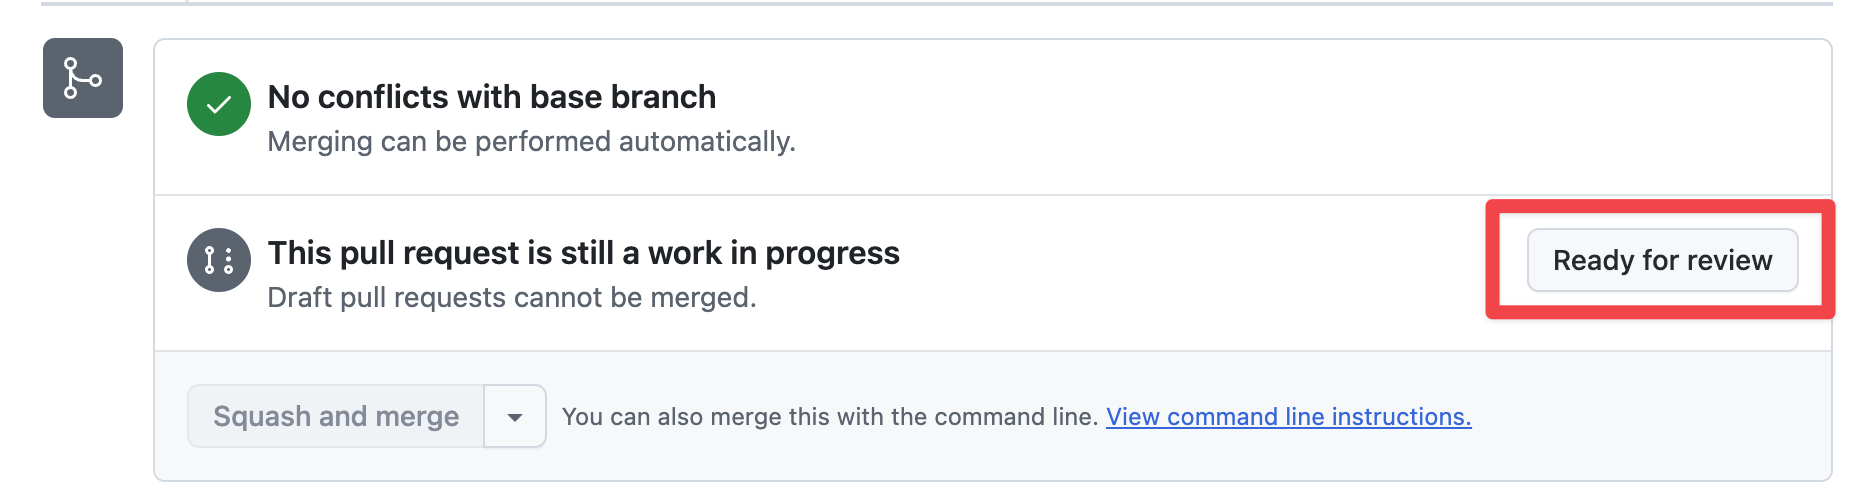 No conflicts with base branch
Merging can be performed automatically.
This pull request is still a work in progress
Draft pull requests cannot be merged.
Ready for review
Squash and merge
You can also merge this with the command line. View command line instructions.